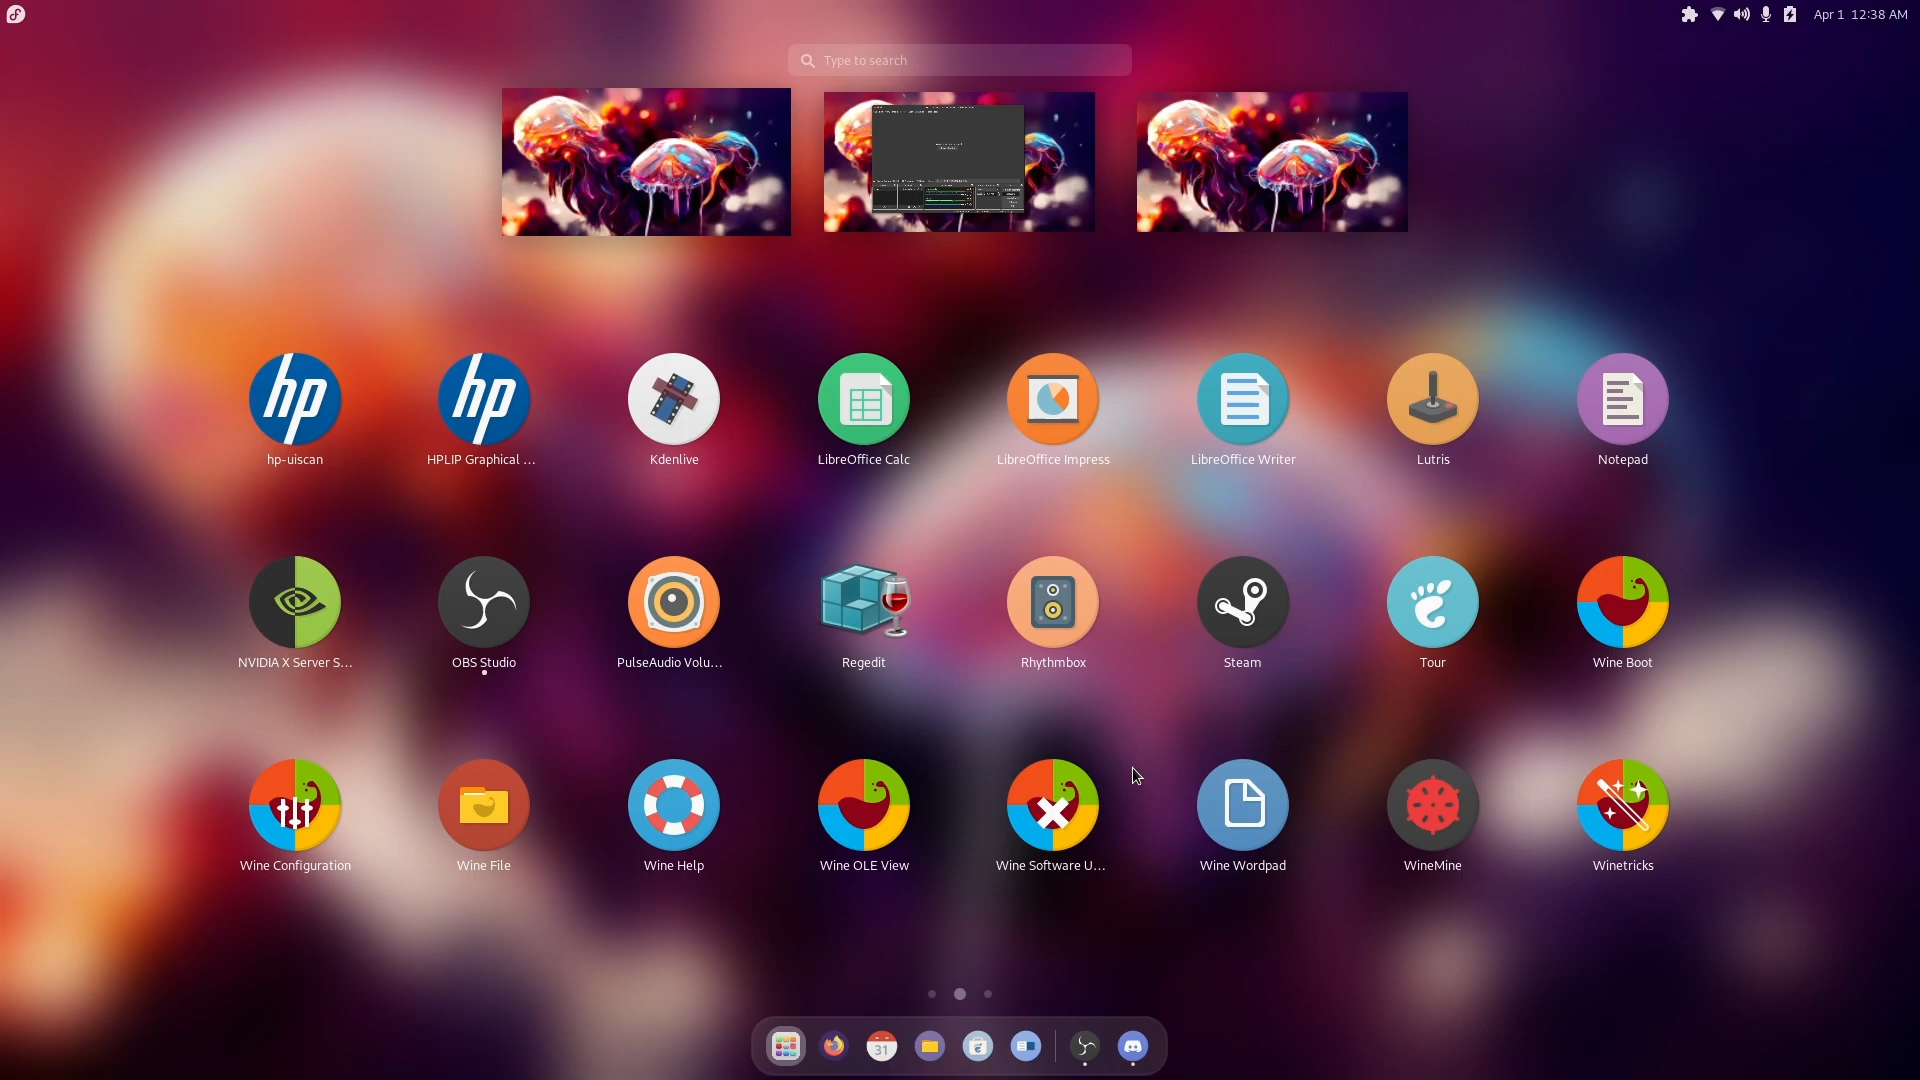 Apr 1 12:38 AM
Type to search
hp hp
hp-uiscan HPLIP Graphical ... Kdenlive LibreOffice Calc LibreOffice Impress LibreOffice Writer Lutris Notepad
NVIDIA X Server S... OBS Studio PulseAudio Volu... Regedit Rhythmbox Steam Tour Wine Boot
Wine Configuration Wine File Wine Help Wine OLE View Wine Software U... Wine Wordpad WineMine Winetricks
31